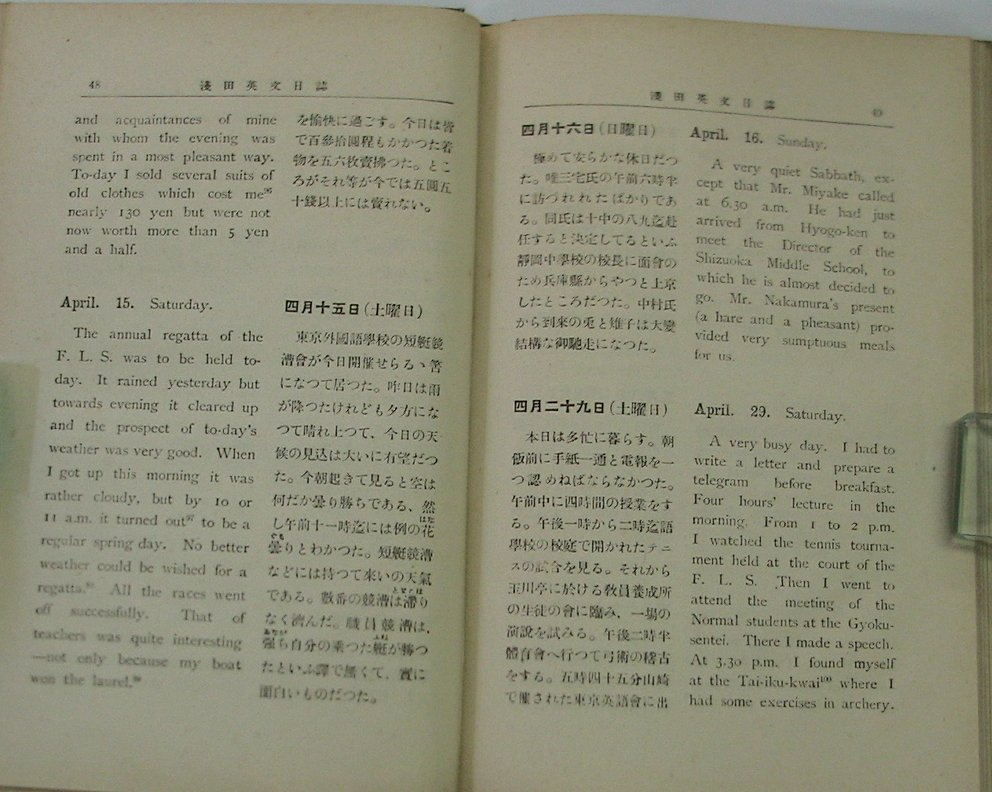 48
淺田英文日誌
and acquaintances of mine
with whom the evening was
spent in a most pleasant way.
To-day I sold several suits of
old clothes which cost me
nearly 130 yen but were not
now worth more than 5 yen
and a half.
を愉快に過ごす。今日は皆
で百參拾圓程もかかつた着
物を五六枚賣拂つた。とこ
ろがそれ等が今では五圓五
十錢以上には賣れない。
April. 15. Saturday.
The annual regatta of the
F. L. S. was to be held to-
day. It rained yesterday but
towards evening it cleared up
and the prospect of to-day's
weather was very good. When
I got up this morning it was
rather cloudy, but by 10 or
11 a.m. it turned out⁹⁷ to be a
regular spring day. No better
weather could be wished for a
regatta. All the races went
off successfully. That of
teachers was quite interesting
—not only because my boat
won the laurel.
四月十五日(土曜日)
東京外國語學校の短艇競
漕會が今日開催せらるゝ筈
になつて居つた。昨日は雨
が降つたけれども夕方にな
つて晴れ上つて、今日の天
候の見込は大いに有望だつ
た。今朝起きて見ると空は
何だか曇り勝ちである、然
し午前十一時迄には例の花
曇りとわかつた。短艇競漕
などには持つて來いの天氣
である。數番の競漕は滯り
なく濟んだ。職員競漕は、
强ち自分の乘つた艇が勝つ
たといふ譯で無くて、實に
面白いものだつた。
淺田英文日誌
49
四月十六日(日曜日)
極めて安らかな休日だつ
た。唯三宅氏の午前六時半
に訪づれれたばかりであ
る。同氏は十中の八九迄赴
任すると決定してるといふ
靜岡中學校の校長に面會の
ため兵庫縣からやつと上京
したところだつた。中村氏
から到來の兎と雉子は大變
結構な御馳走になつた。
April. 16. Sunday.
A very quiet Sabbath, ex-
cept that Mr. Miyake called
at 6.30 a.m. He had just
arrived from Hyogo-ken to
meet the Director of the
Shizuoka Middle School, to
which he is almost decided to
go. Mr. Nakamura's present
(a hare and a pheasant) pro-
vided very sumptuous meals
for us.
四月二十九日(土曜日)
本日は多忙に暮らす。朝
飯前に手紙一通と電報を一
つ認めねばならなかつた。
午前中に四時間の授業をす
る。午後一時から二時迄語
學校の校庭で開かれたテニ
スの試合を見る。それから
玉川亭に於ける敎員養成所
の生徒の會に臨み、一場の
演說を試みる。午後三時半
體育會へ行つて弓術の稽古
をする。五時四十五分山崎
で催された東京英語會に出
April. 29. Saturday.
A very busy day. I had to
write a letter and prepare a
telegram before breakfast.
Four hours' lecture in the
morning. From 1 to 2 p.m.
I watched the tennis tourna-
ment held at the court of the
F. L. S. Then I went to
attend the meeting of the
Normal students at the Gyoku-
sentei. There I made a speech.
At 3.30 p.m. I found myself
at the Tai-iku-kwai¹⁰⁰ where I
had some exercises in archery.